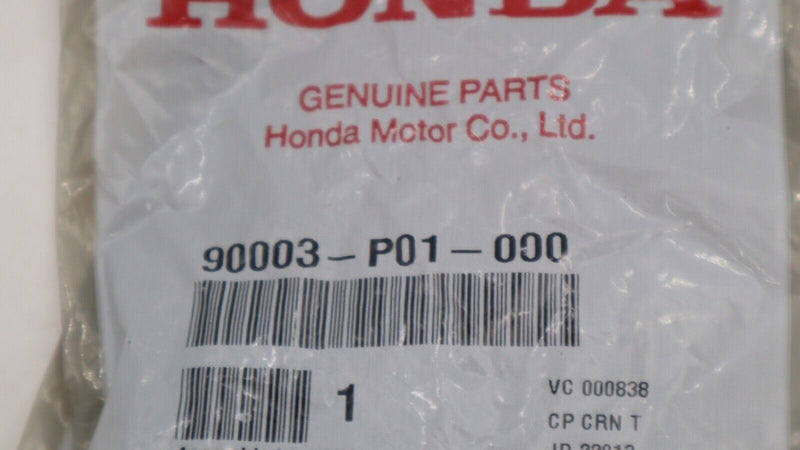 HONDA
GENUINE PARTS
Honda Motor Co., Ltd.
90003-P01-000
1
VC 000838
CP CRN T